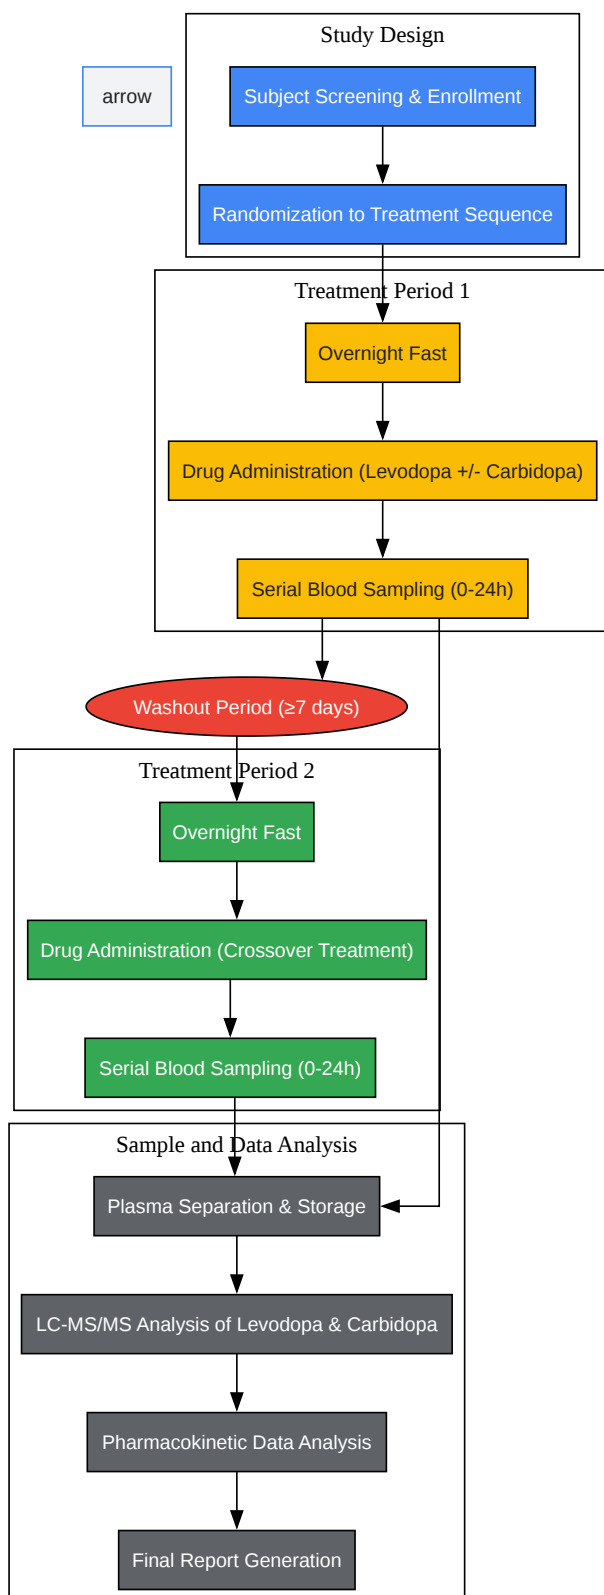 Study Design
arrow
Subject Screening & Enrollment
Randomization to Treatment Sequence
Treatment Period 1
Overnight Fast
Drug Administration (Levodopa +/- Carbidopa)
Serial Blood Sampling (0-24h)
Washout Period (≥7 days)
Treatment Period 2
Overnight Fast
Drug Administration (Crossover Treatment)
Serial Blood Sampling (0-24h)
Sample and Data Analysis
Plasma Separation & Storage
LC-MS/MS Analysis of Levodopa & Carbidopa
Pharmacokinetic Data Analysis
Final Report Generation